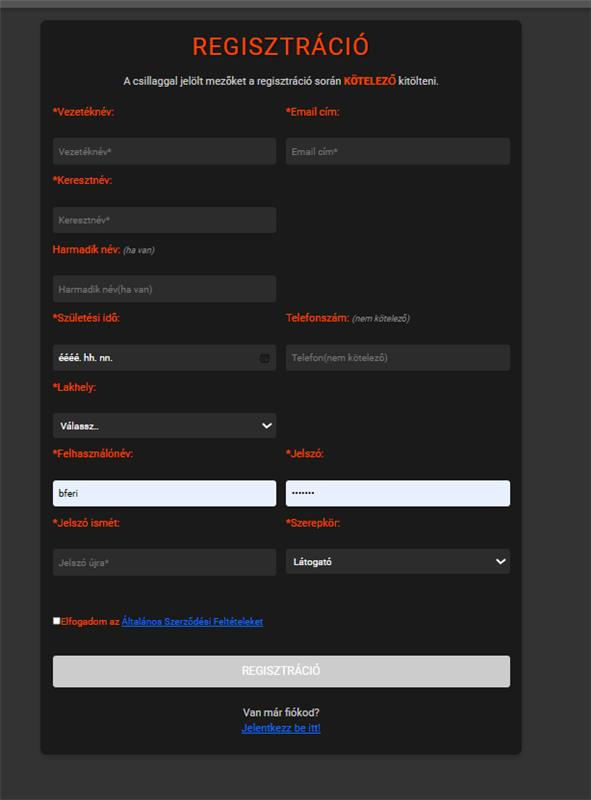 REGISZTRÁCIÓ
A csillaggal jelölt mezőket a regisztráció során KÖTELEZŐ kitölteni.
*Vezetéknév: *Email cím:
Vezetéknév* Email cím*
*Keresztnév:
Keresztnév*
Harmadik név: (ha van)
Harmadik név(ha van)
*Születési idő: Telefonszám: (nem kötelező)
éééé. hh. nn. Telefon(nem kötelező)
*Lakhely:
Válassz..
*Felhasználónév: *Jelszó:
bferi •••••••
*Jelszó ismét: *Szerepkör:
Jelszó újra* Látogató
Elfogadom az Általános Szerződési Feltételeket
REGISZTRÁCIÓ
Van már fiókod?
Jelentkezz be itt!